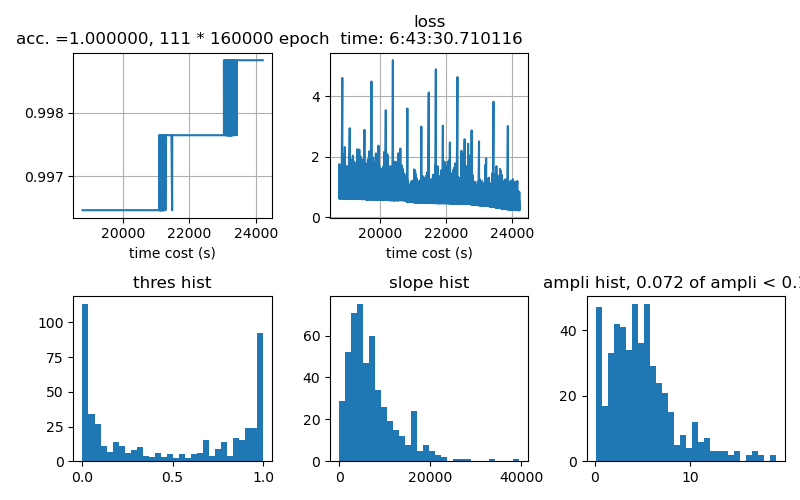 acc. =1.000000, 111 * 160000 epoch
loss
time: 6:43:30.710116
0.998
0.997
20000 22000 24000
time cost (s)
4
2
0
20000 22000 24000
time cost (s)
thres hist
100
75
50
25
0
0.0 0.5 1.0
slope hist
60
40
20
0
0 20000 40000
ampli hist, 0.072 of ampli < 0.
40
20
0
0 10